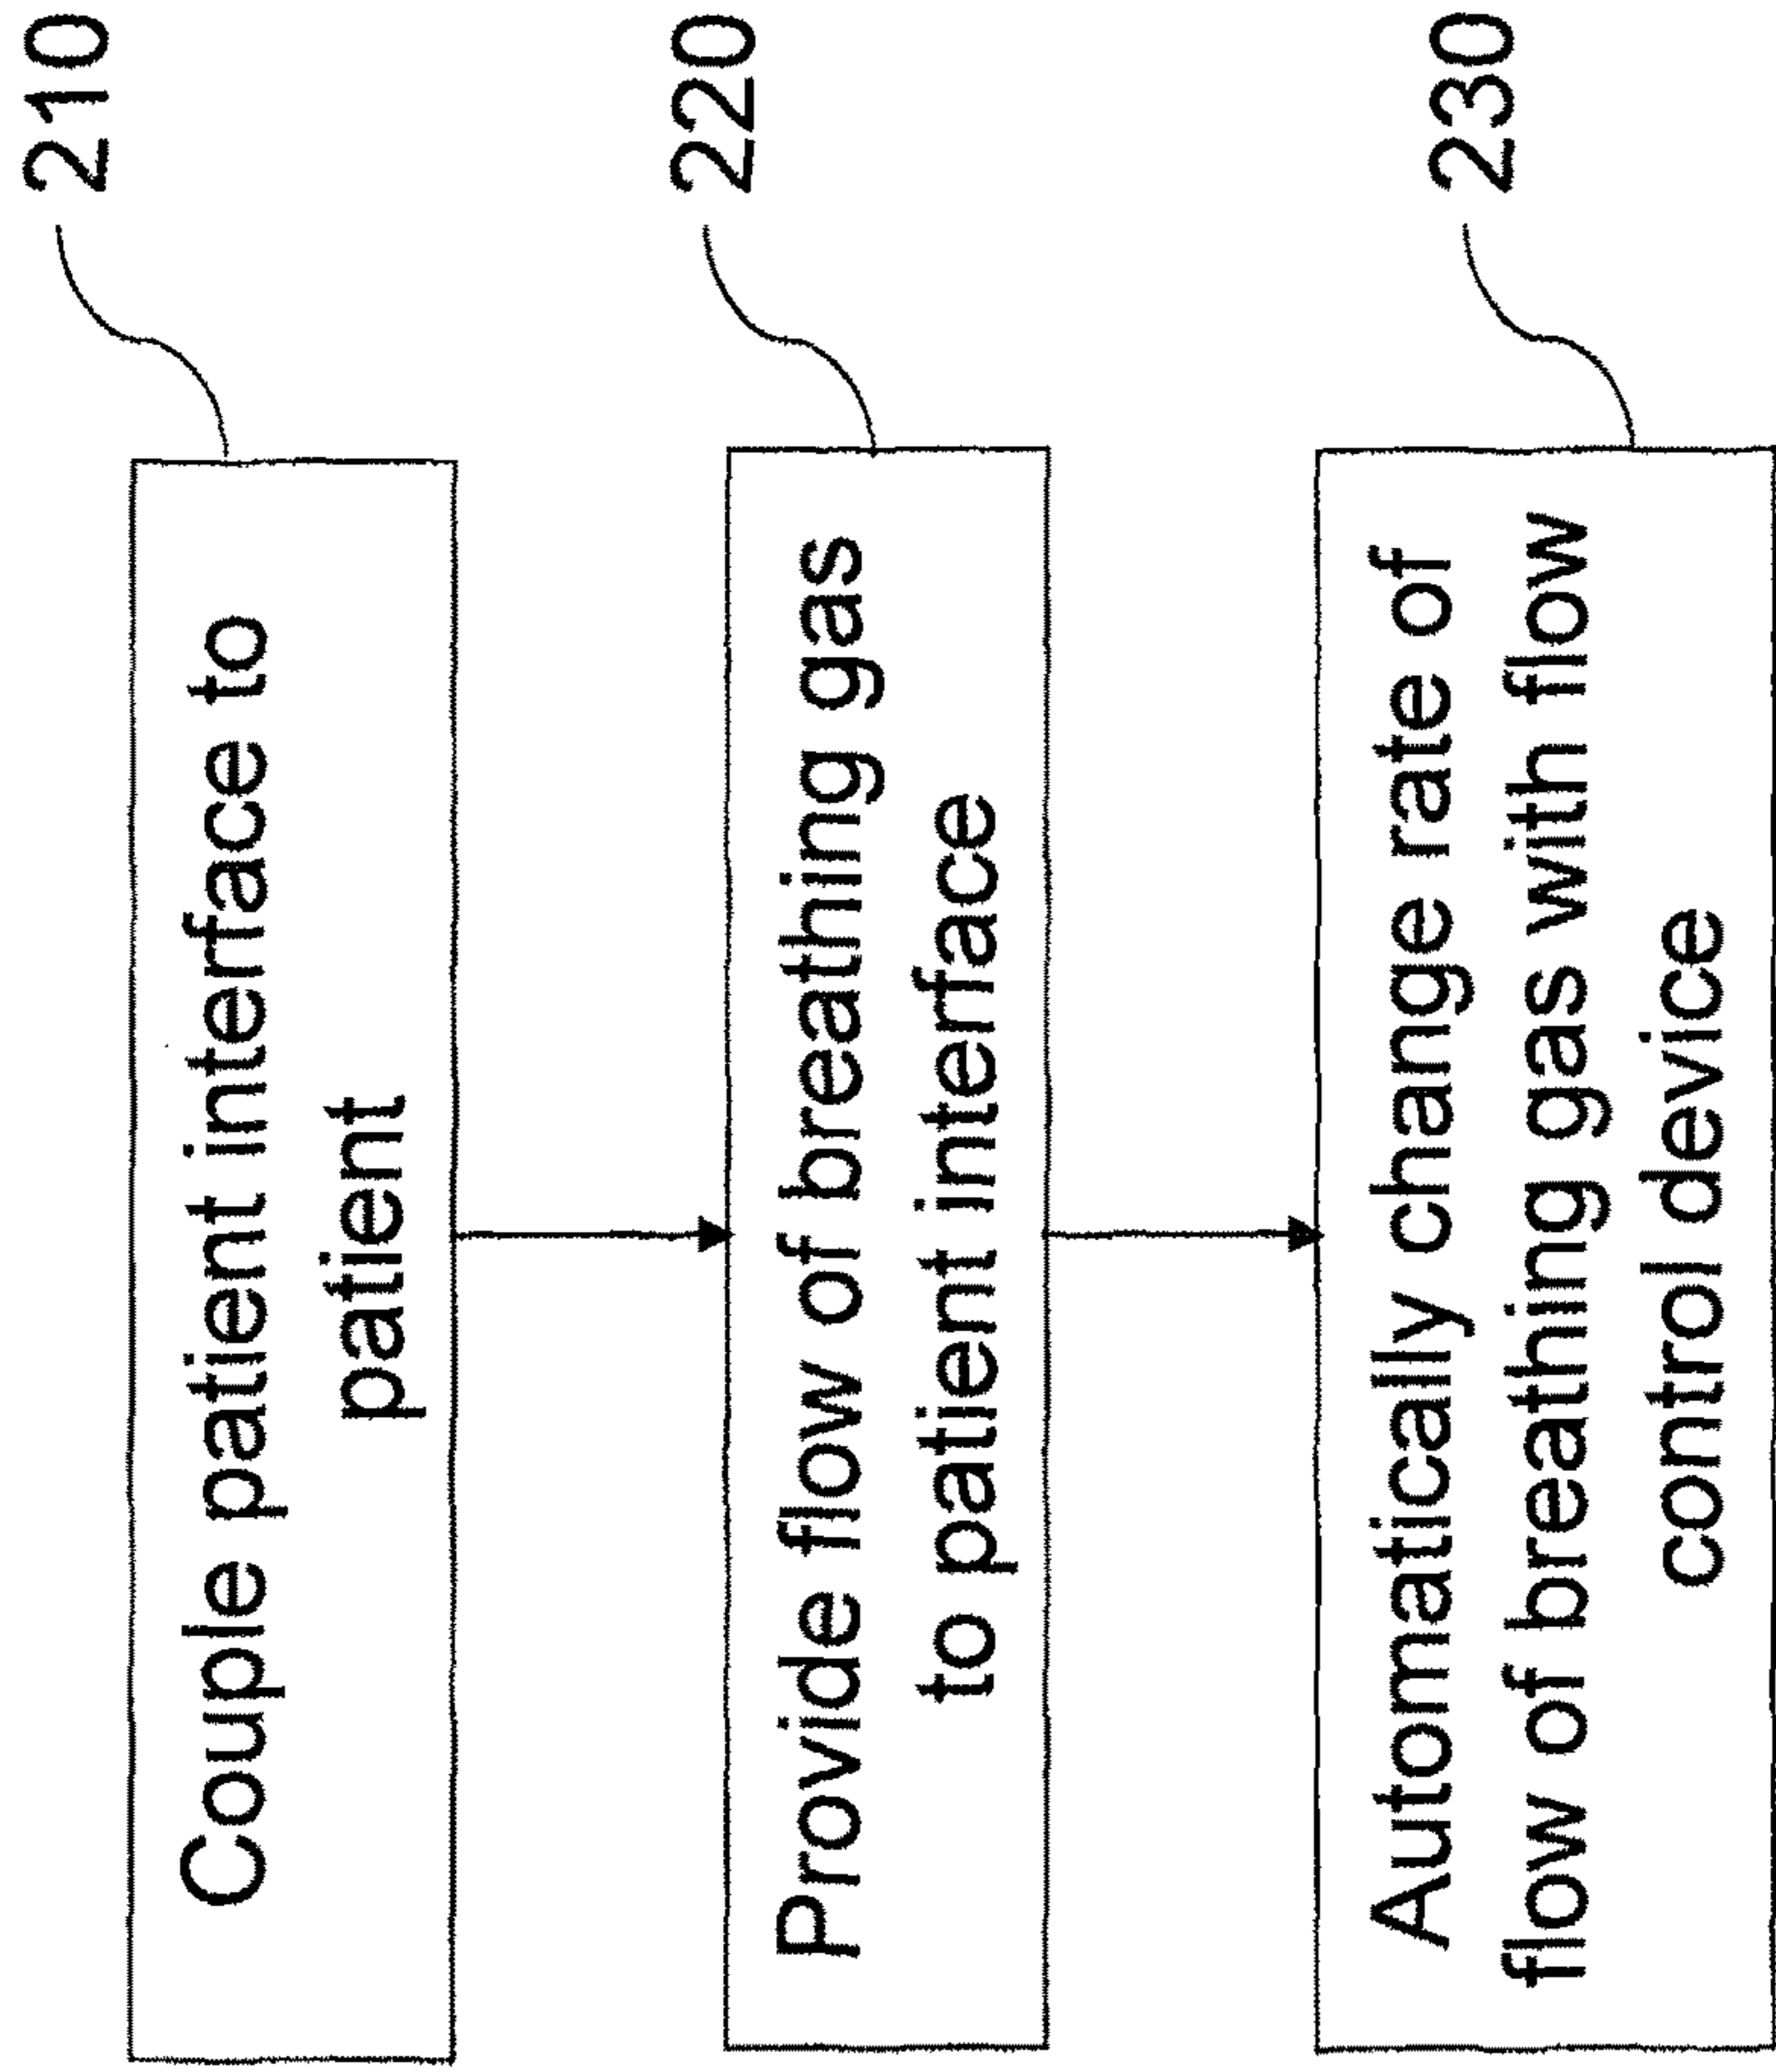 Couple patient interface to
patient
210
Provide flow of breathing gas
to patient interface
220
Automatically change rate of
flow of breathing gas with flow
control device
230